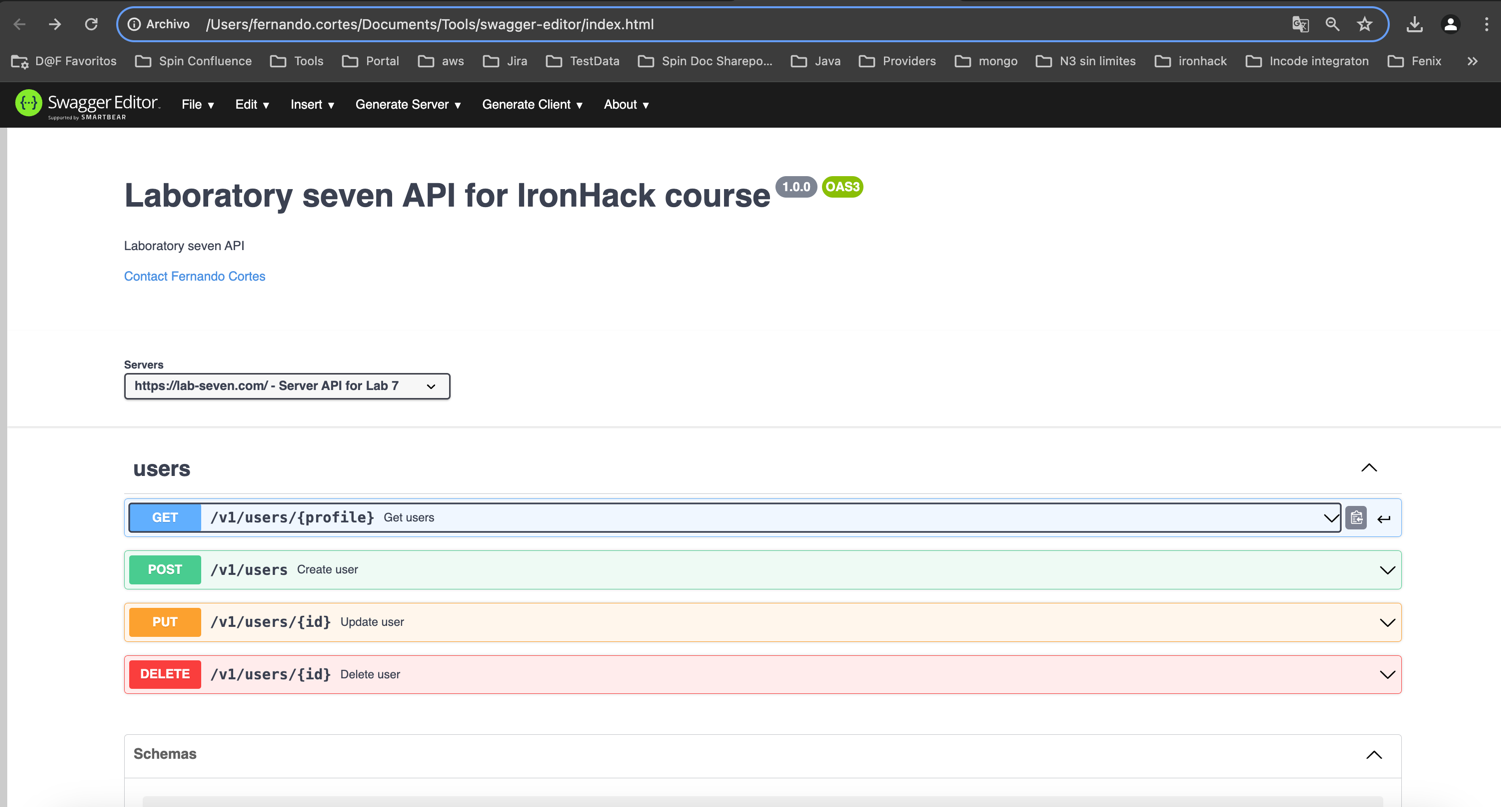 Archivo /Users/fernando.cortes/Documents/Tools/swagger-editor/index.html
D@F Favoritos Spin Confluence Tools Portal aws Jira TestData Spin Doc Sharepo... Java Providers mongo N3 sin limites ironhack Incode integraton Fenix »
{···} Swagger Editor. File ▼ Edit ▼ Insert ▼ Generate Server ▼ Generate Client ▼ About ▼
Supported by SMARTBEAR
Laboratory seven API for IronHack course 1.0.0 OAS3
Laboratory seven API
Contact Fernando Cortes
Servers
https://lab-seven.com/ - Server API for Lab 7
users
GET /v1/users/{profile} Get users
POST /v1/users Create user
PUT /v1/users/{id} Update user
DELETE /v1/users/{id} Delete user
Schemas